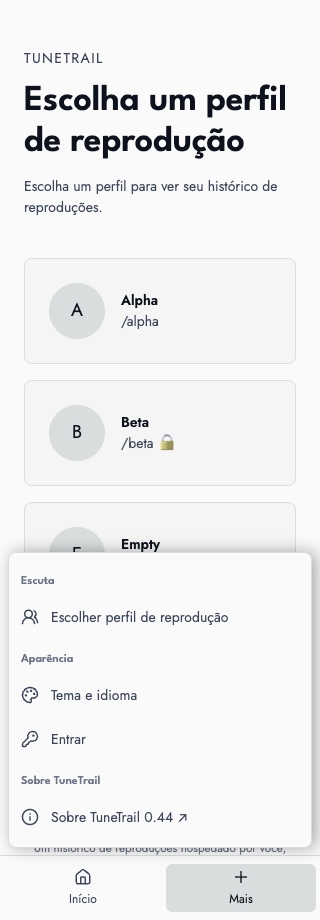 TUNETRAIL
Escolha um perfil
de reprodução
Escolha um perfil para ver seu histórico de
reproduções.
A
Alpha
/alpha
B
Beta
/beta 🔒
E
Empty
Escuta
Escolher perfil de reprodução
Aparência
Tema e idioma
Entrar
Sobre TuneTrail
Sobre TuneTrail 0.44 ↗
Um histórico de reproduções hospedado por você,
Início
Mais